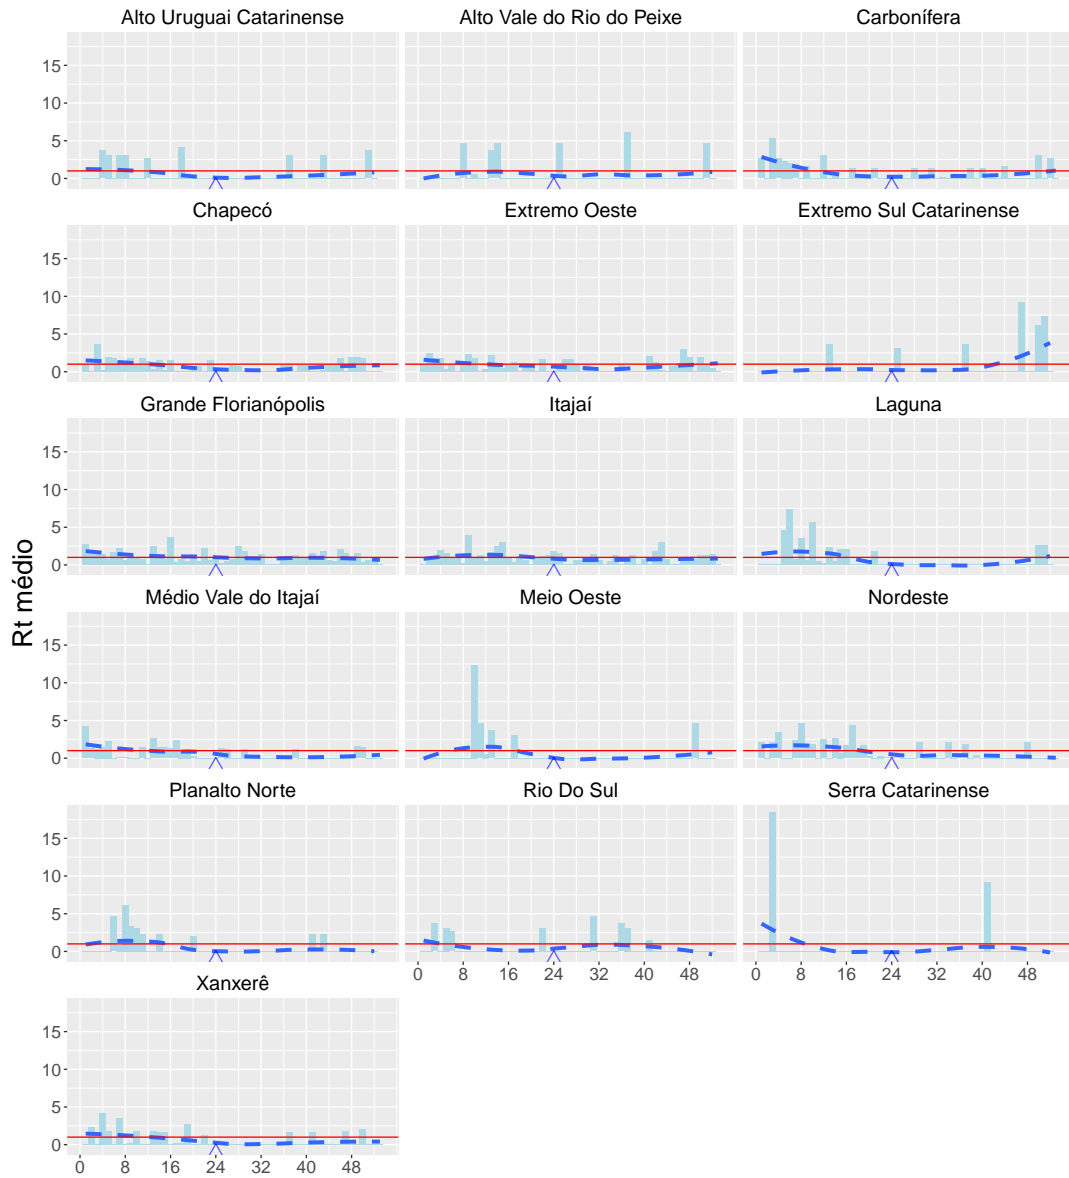 Alto Uruguai Catarinense Alto Vale do Rio do Peixe Carbonífera
15
10
5
0
Chapecó Extremo Oeste Extremo Sul Catarinense
15
10
5
0
Grande Florianópolis Itajaí Laguna
15
10
5
0
Rt médio
Médio Vale do Itajaí Meio Oeste Nordeste
15
10
5
0
Planalto Norte Rio Do Sul Serra Catarinense
15
10
5
0
0 8 16 24 32 40 48 0 8 16 24 32 40 48
Xanxerê
15
10
5
0
0 8 16 24 32 40 48